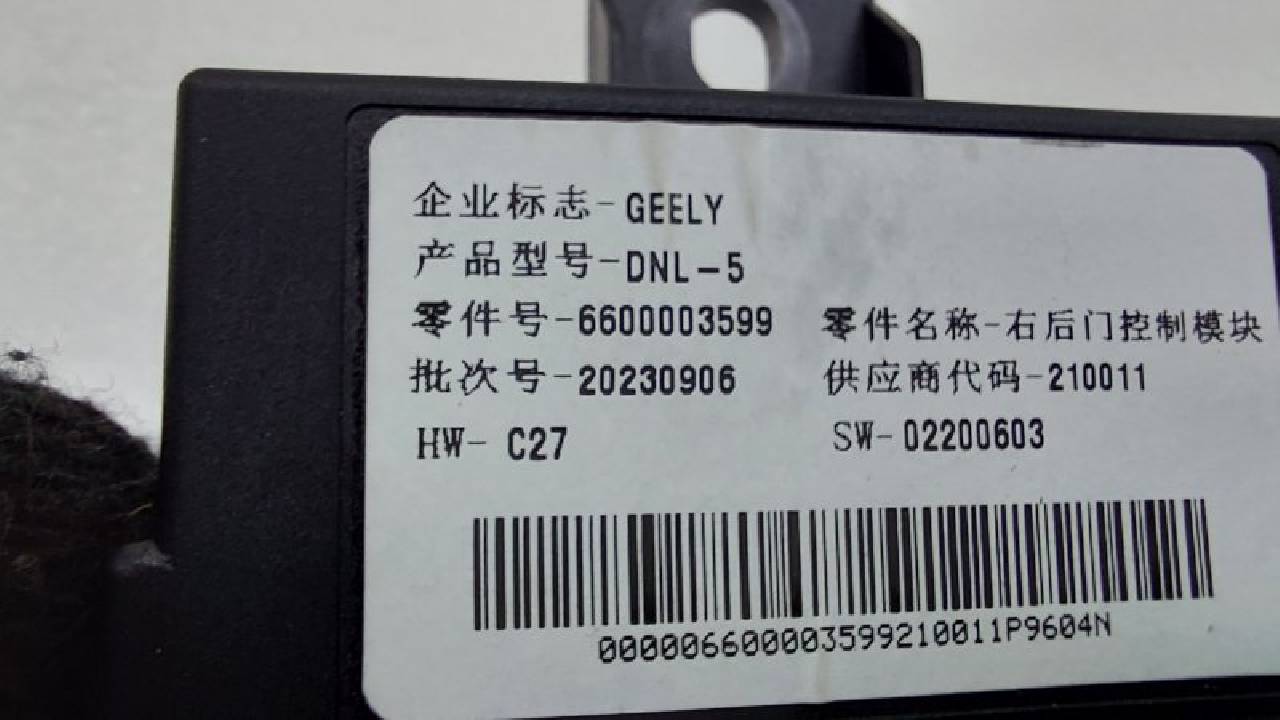 企业标志-GEELY
产品型号-DNL-5
零件号-6600003599 零件名称-右后门控制模块
批次号-20230906 供应商代码-210011
HW- C27 SW-02200603
000006600003599210011P9604N